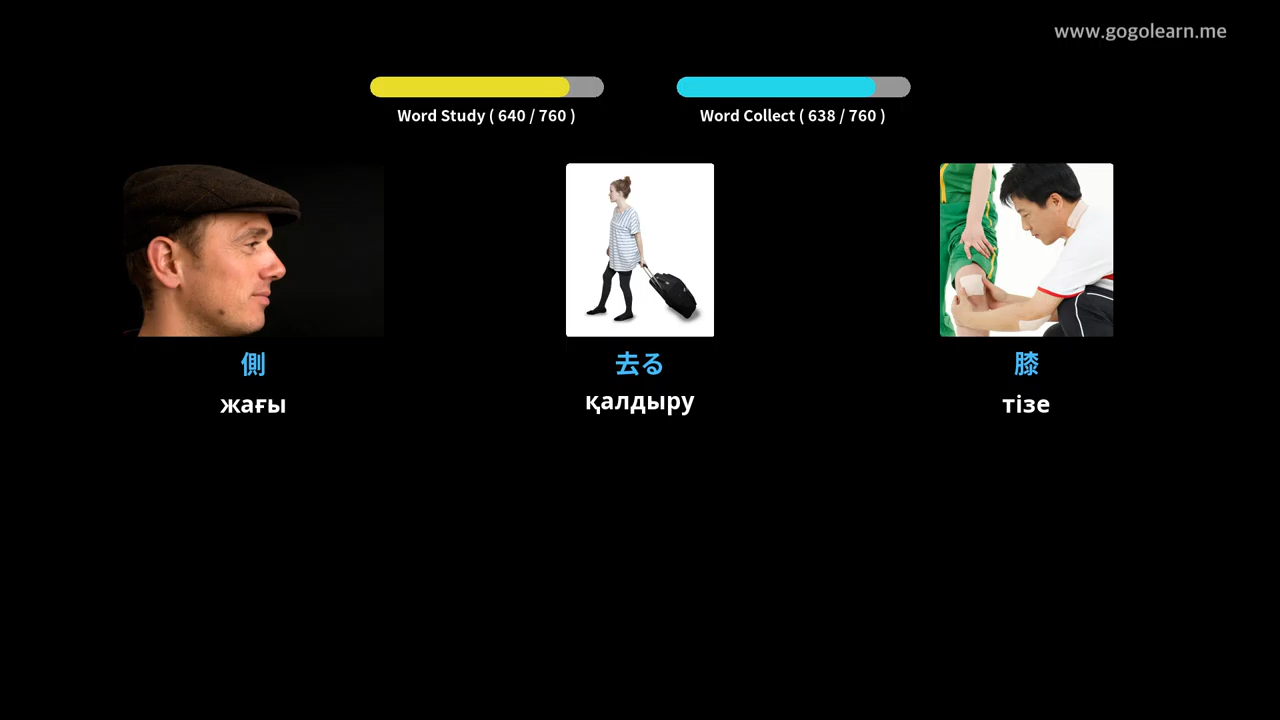 www.gogolearn.me
Word Study ( 640 / 760 )
Word Collect ( 638 / 760 )
側
жағы
去る
қалдыру
膝
тізе